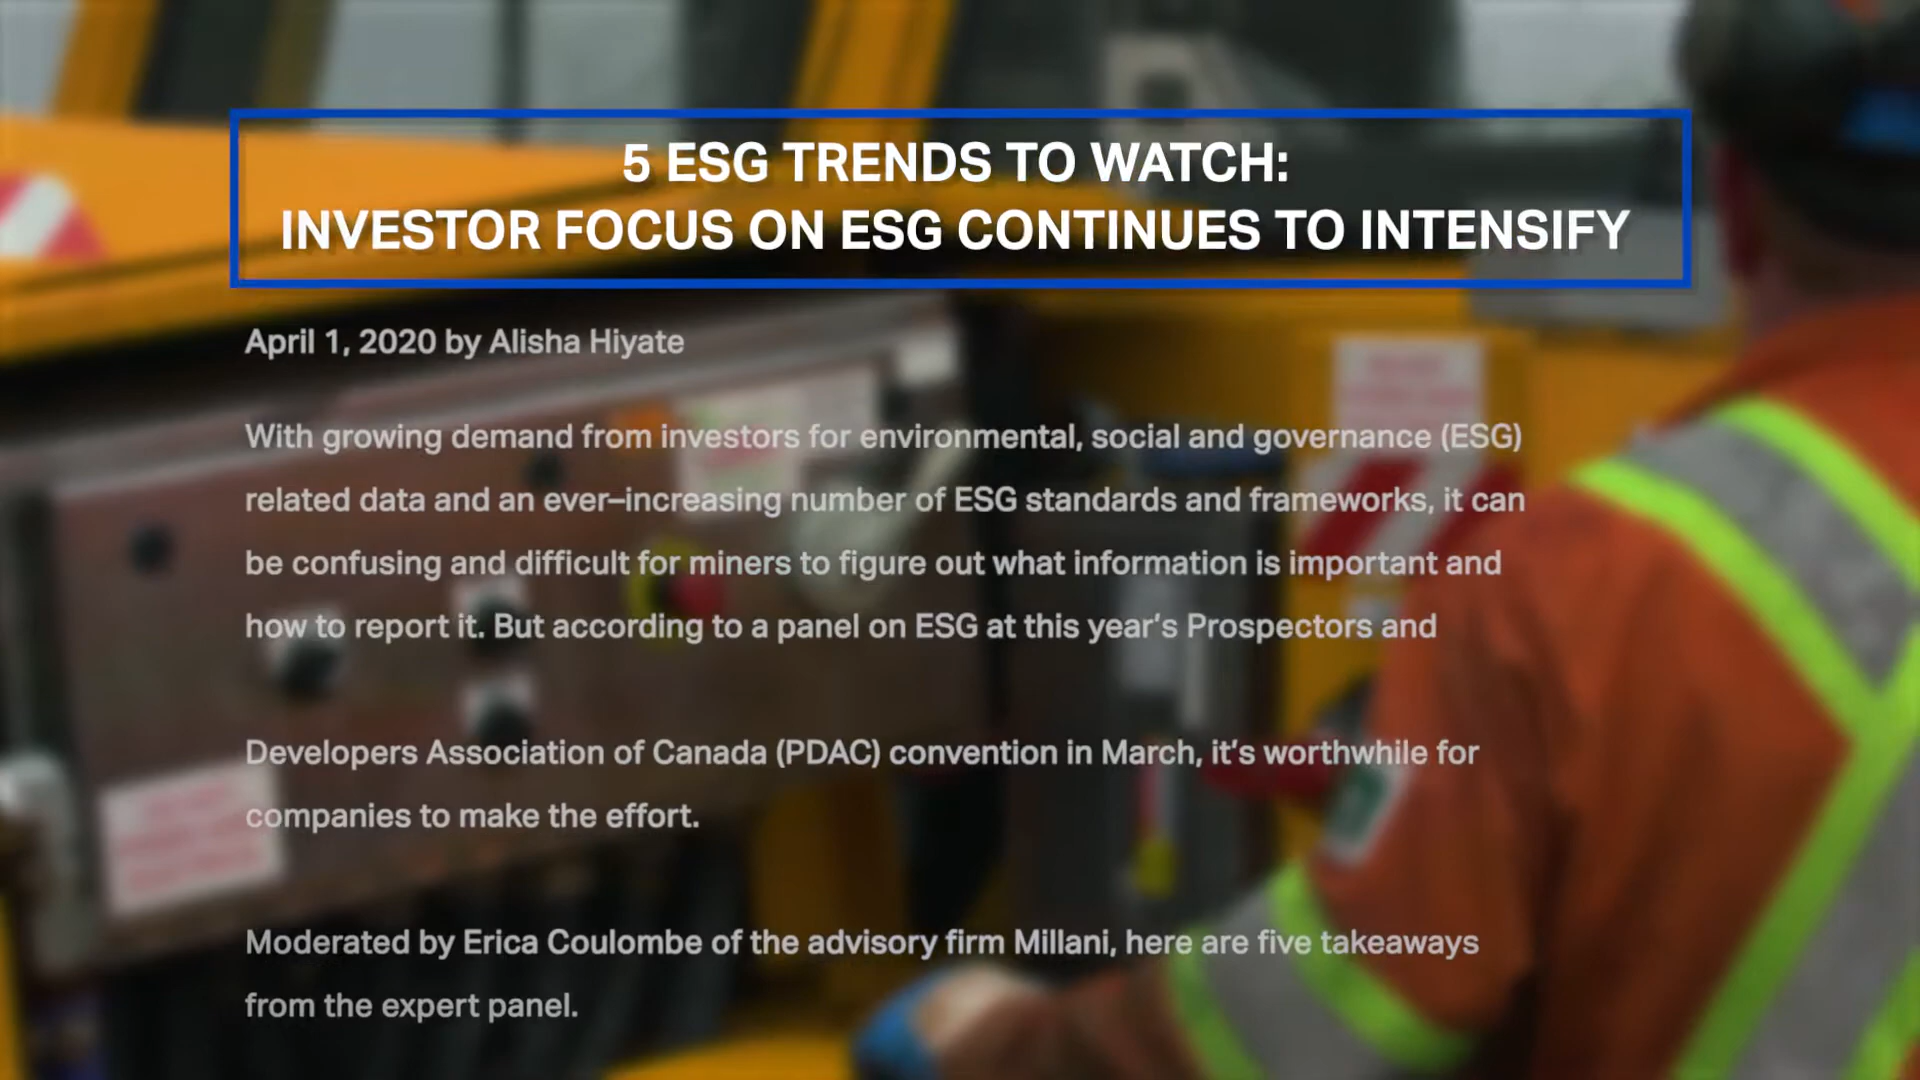 5 ESG TRENDS TO WATCH:
INVESTOR FOCUS ON ESG CONTINUES TO INTENSIFY
April 1, 2020 by Alisha Hiyate
With growing demand from investors for environmental, social and governance (ESG)
related data and an ever–increasing number of ESG standards and frameworks, it can
be confusing and difficult for miners to figure out what information is important and
how to report it. But according to a panel on ESG at this year's Prospectors and
Developers Association of Canada (PDAC) convention in March, it's worthwhile for
companies to make the effort.
Moderated by Erica Coulombe of the advisory firm Millani, here are five takeaways
from the expert panel.